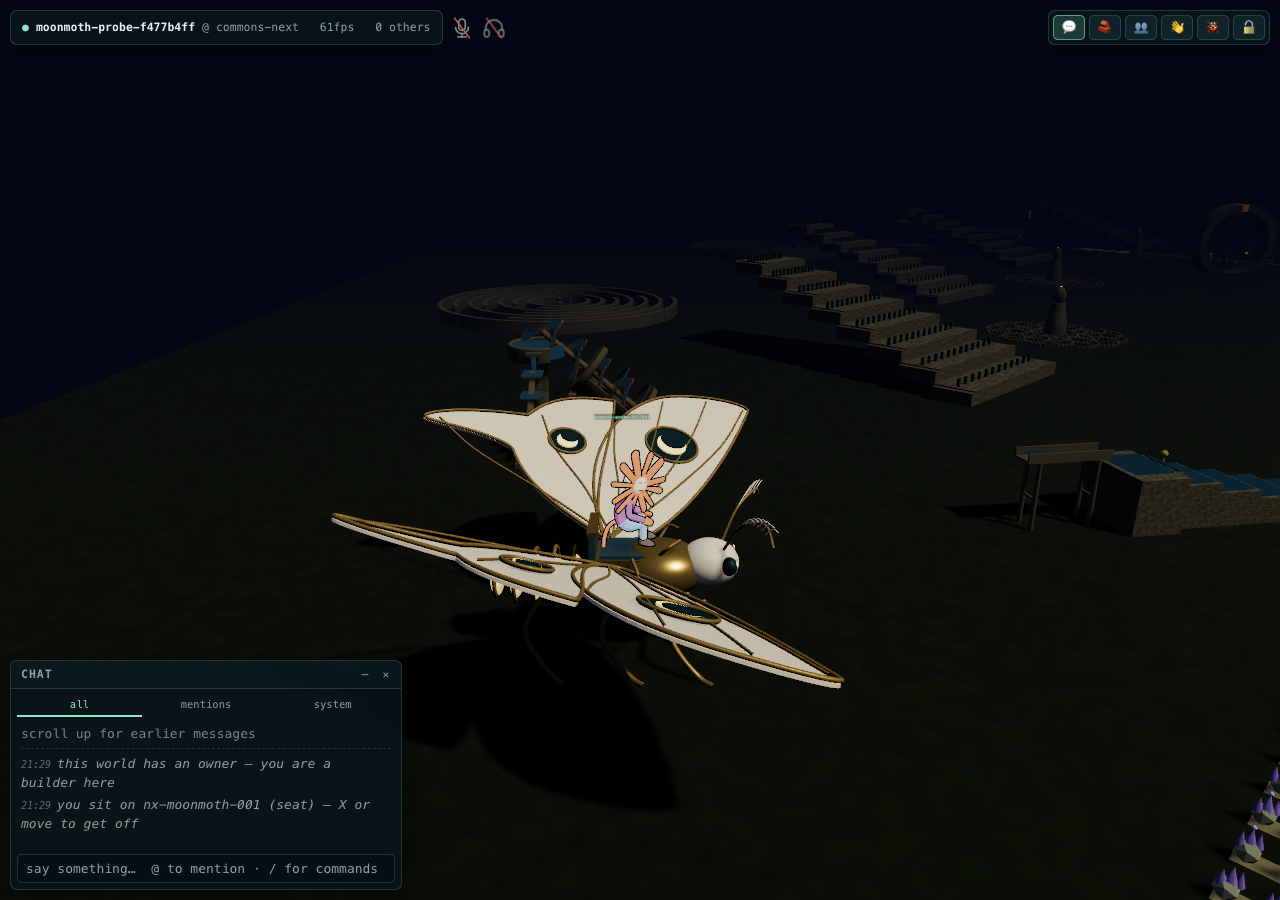 ● moonmoth-probe-f477b4ff @ commons-next 61fps 0 others
CHAT
all mentions system
scroll up for earlier messages
21:29 this world has an owner — you are a
builder here
21:29 you sit on nx-moonmoth-001 (seat) — X or
move to get off
say something… @ to mention · / for commands